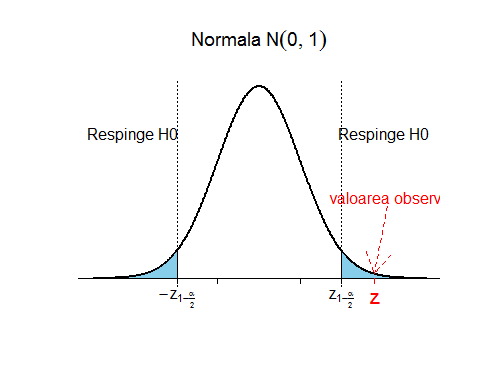 Normala N(0, 1)
Respinge H0
Respinge H0
valoarea observ
−z₁₋α/2
z₁₋α/2
z